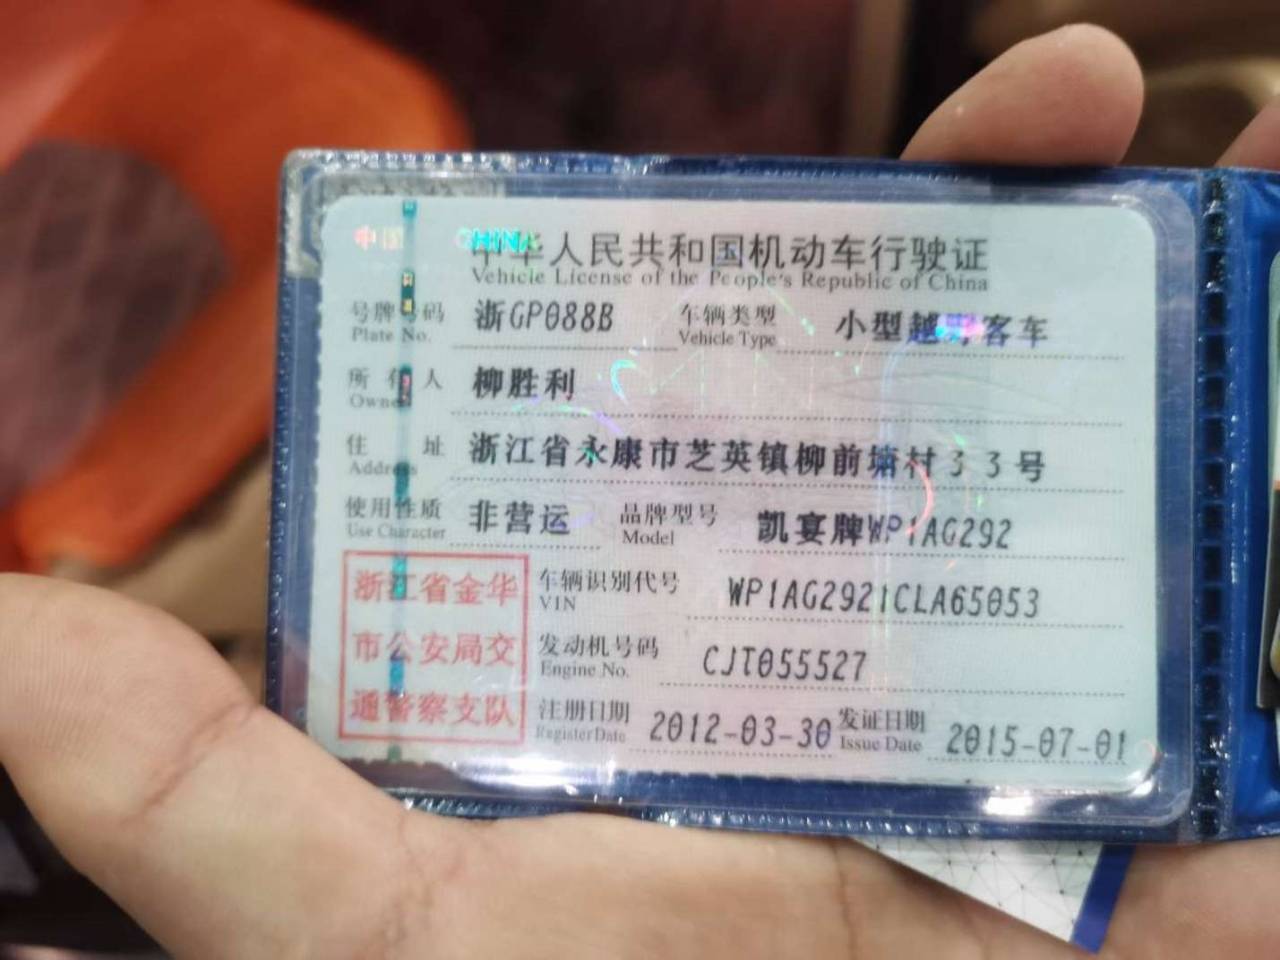 中国 CHINA
中华人民共和国机动车行驶证
Vehicle License of the People's Republic of China
号牌号码 浙GP088B 车辆类型 小型越野客车
Plate No. Vehicle Type
所有人 柳胜利
Owner
住址 浙江省永康市芝英镇柳前墉村33号
Address
使用性质 非营运 品牌型号 凯宴牌WP1AG292
Use Character Model
浙江省金华 车辆识别代号 WP1AG2921CLA65053
VIN
市公安局交 发动机号码 CJT055527
Engine No.
通警察支队 注册日期 2012-03-30 发证日期 2015-07-01
Register Date Issue Date